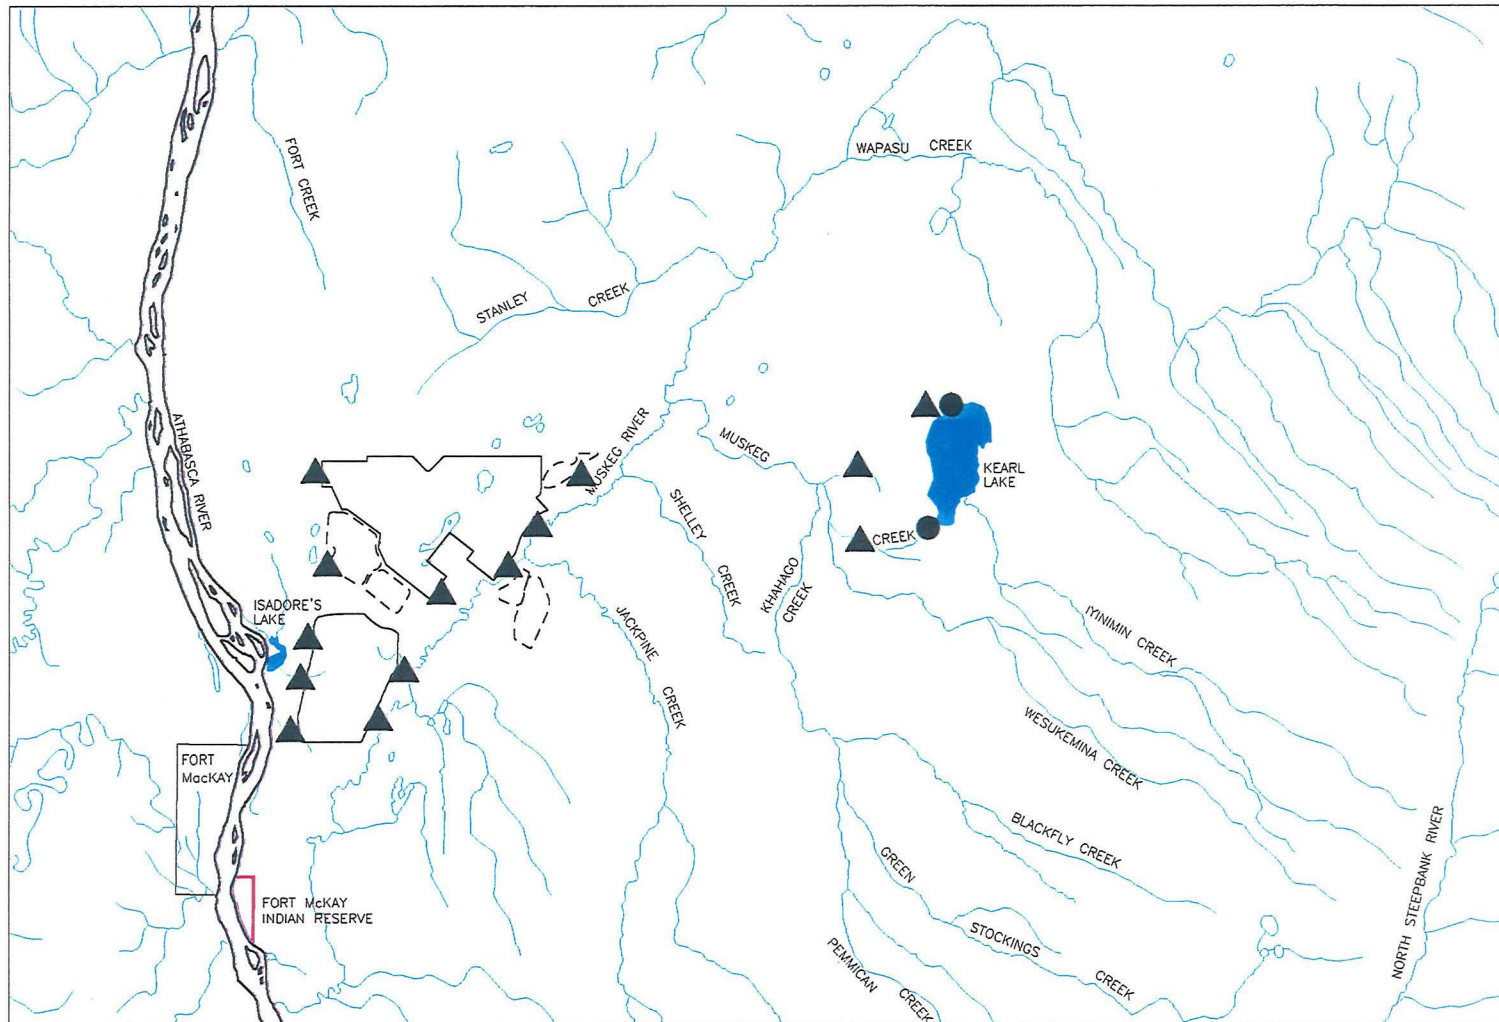 FORT CREEK
WAPASU CREEK
STANLEY CREEK
ATHABASCA RIVER
MUSKEG RIVER
MUSKEG
CREEK
KEARL
LAKE
SHELLEY
CREEK
KHAHAGO
CREEK
ISADORE'S
LAKE
JACKPINE
CREEK
IYINIMIN CREEK
WESUKEMINA CREEK
FORT
MacKAY
BLACKFLY CREEK
GREEN
STOCKINGS
CREEK
FORT McKAY
INDIAN RESERVE
PEMMICAN
CREEK
NORTH STEEPBANK RIVER